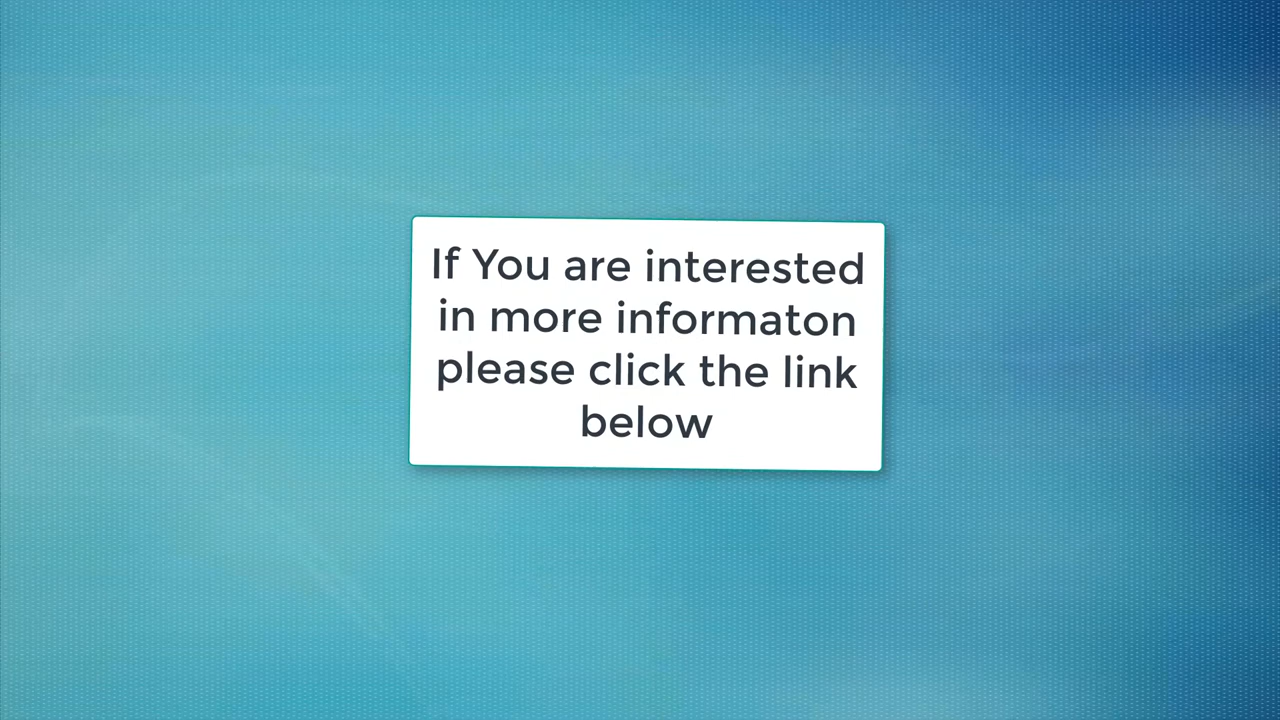 If You are interested
in more informaton
please click the link
below